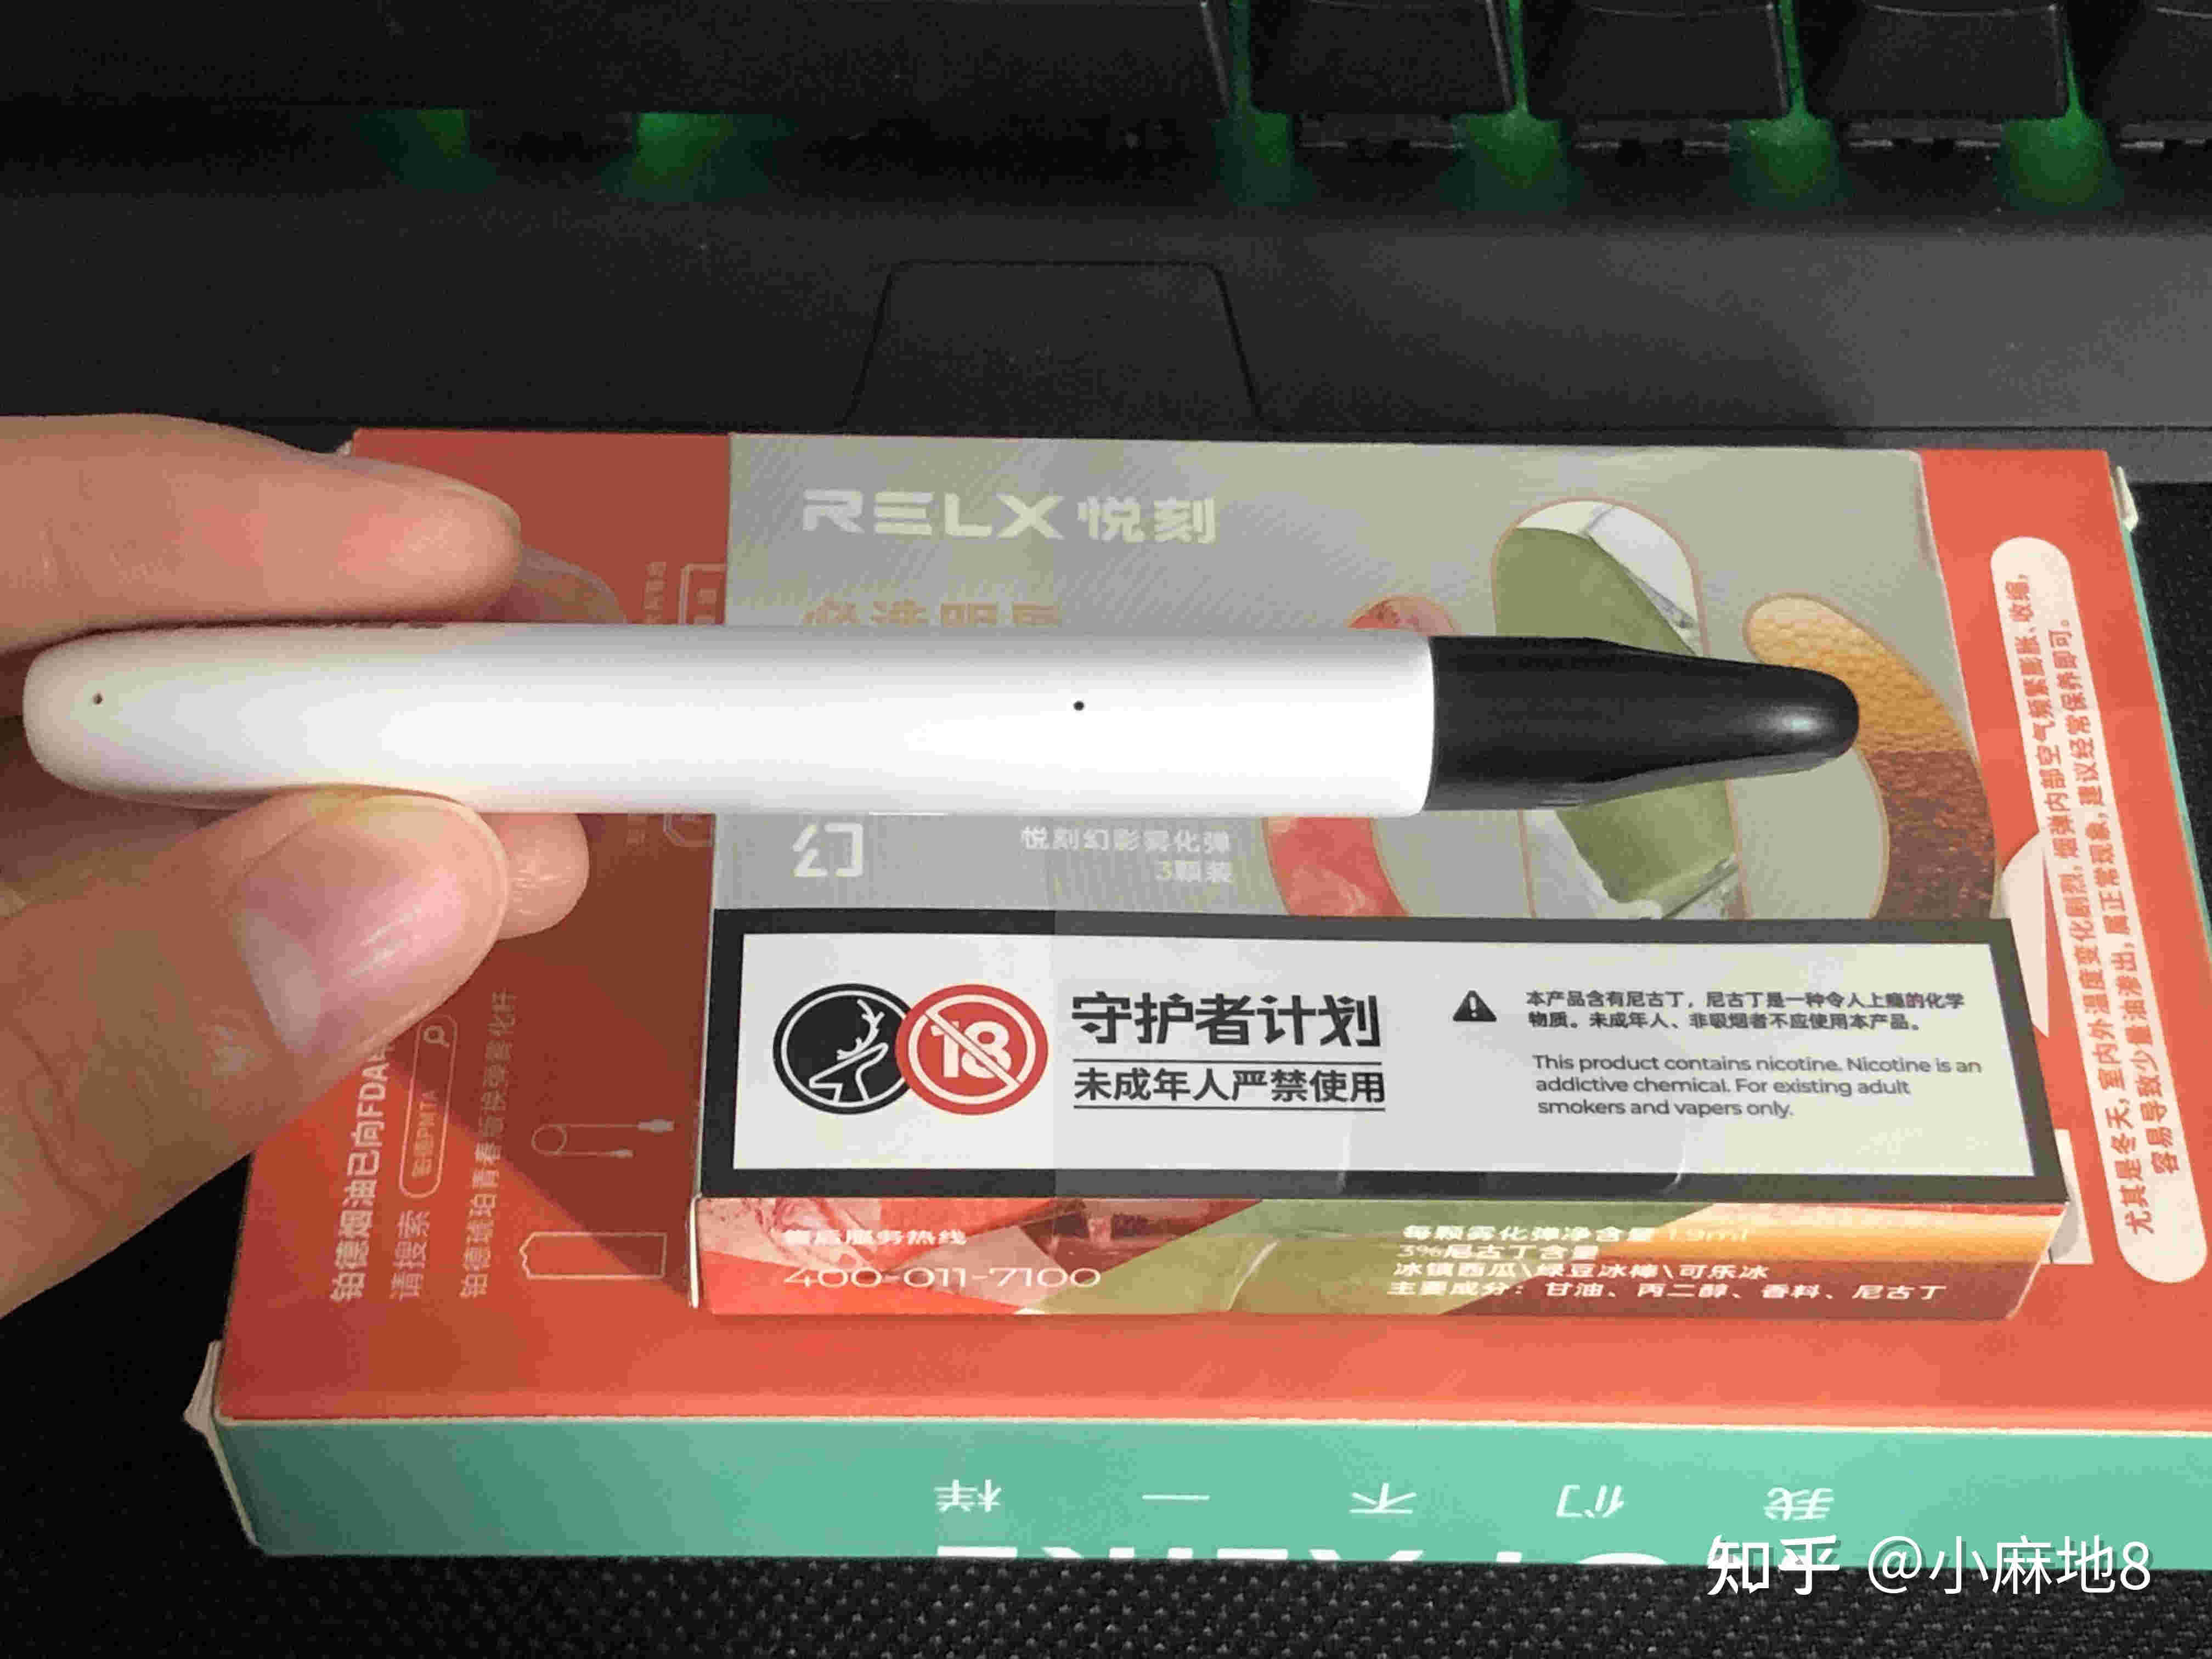 RELX 悦刻
幻
悦刻幻影雾化弹
3颗装
18
守护者计划
未成年人严禁使用
本产品含有尼古丁，尼古丁是一种令人上瘾的化学
物质。未成年人、非吸烟者不应使用本产品。
This product contains nicotine. Nicotine is an
addictive chemical. For existing adult
smokers and vapers only.
售后服务热线
400-011-7100
每颗雾化弹净含量1.9ml
3%尼古丁含量
冰镇西瓜\绿豆冰棒\可乐冰
主要成分：甘油、丙二醇、香料、尼古丁
铂德烟油已向FDA
请搜索
铂德PMTA
铂德琥珀青春版换弹雾化杆
尤其是冬天，室内外温度变化剧烈，烟弹内部空气频繁膨胀、收缩，
容易导致少量油渗出，属正常现象，建议经常保养即可。
我们不一样
知乎 @小麻地8